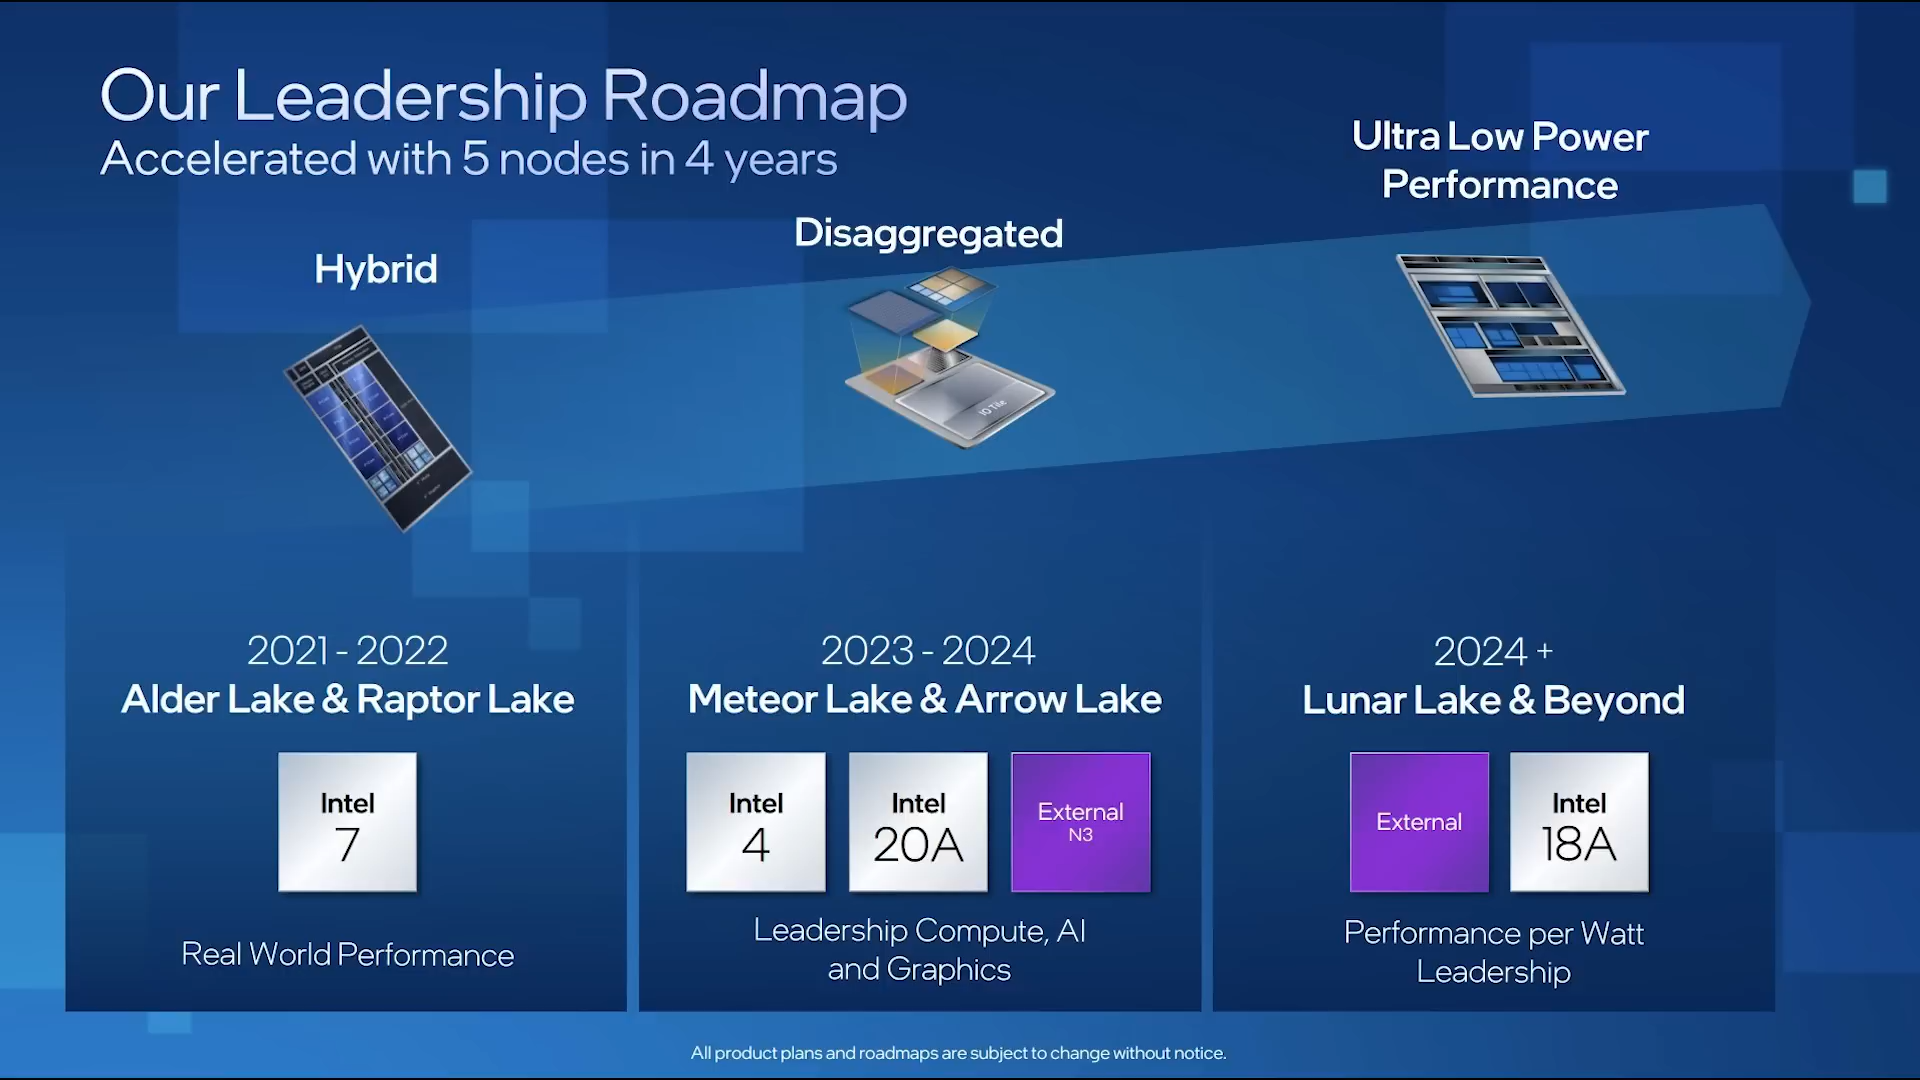 Our Leadership Roadmap
Accelerated with 5 nodes in 4 years
Hybrid
Disaggregated
Ultra Low Power
Performance
IO Tile
2021 - 2022
Alder Lake & Raptor Lake
Intel
7
Real World Performance
2023 - 2024
Meteor Lake & Arrow Lake
Intel
4
Intel
20A
External
N3
Leadership Compute, AI
and Graphics
2024 +
Lunar Lake & Beyond
External
Intel
18A
Performance per Watt
Leadership
All product plans and roadmaps are subject to change without notice.